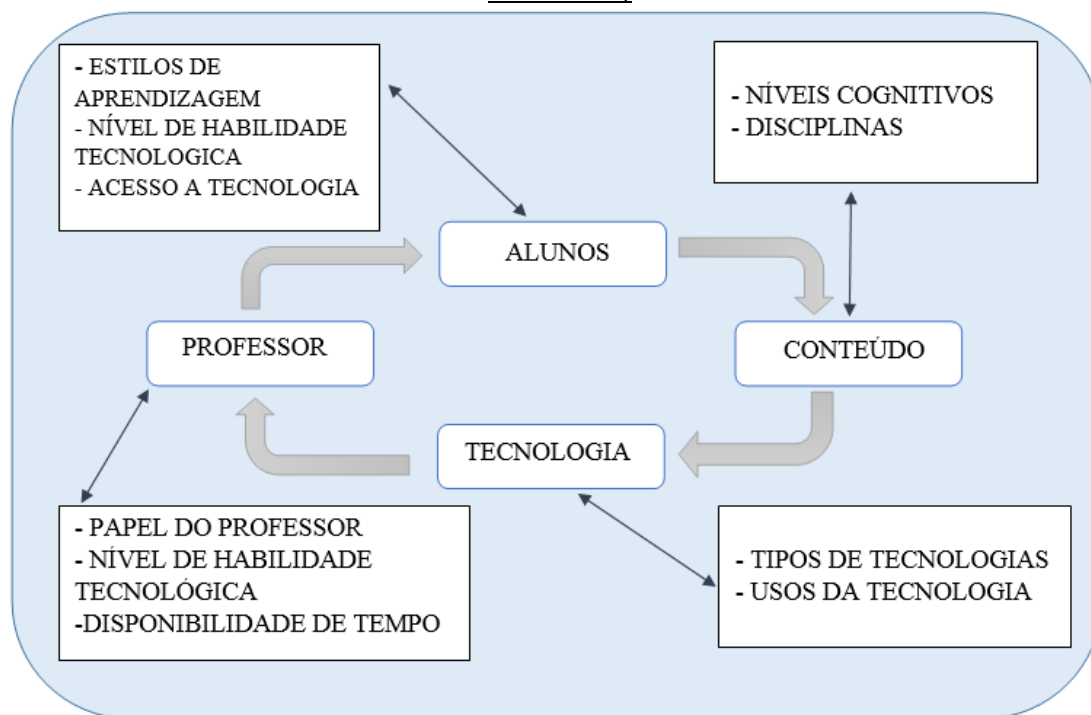 - ESTILOS DE
APRENDIZAGEM
- NÍVEL DE HABILIDADE
TECNOLOGICA
- ACESSO A TECNOLOGIA
- NÍVEIS COGNITIVOS
- DISCIPLINAS
ALUNOS
PROFESSOR
CONTEÚDO
TECNOLOGIA
- PAPEL DO PROFESSOR
- NÍVEL DE HABILIDADE
TECNOLÓGICA
-DISPONIBILIDADE DE TEMPO
- TIPOS DE TECNOLOGIAS
- USOS DA TECNOLOGIA